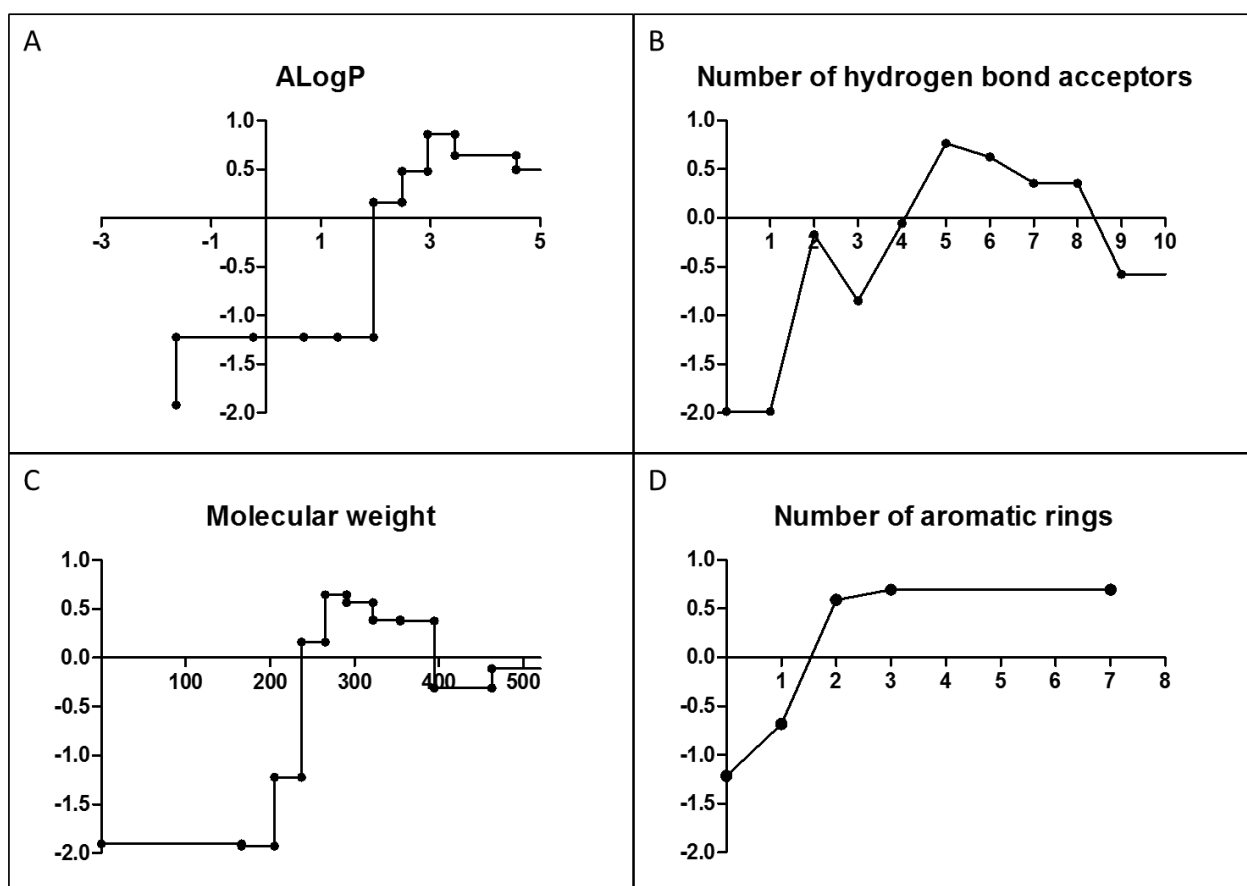 A
ALogP
1.0
0.5
-3 -1 1 3 5
-0.5
-1.0
-1.5
-2.0
B
Number of hydrogen bond acceptors
1.0
0.5
0.0
1 2 3 4 5 6 7 8 9 10
-0.5
-1.0
-1.5
-2.0
C
Molecular weight
1.0
0.5
0.0
100 200 300 400 500
-0.5
-1.0
-1.5
-2.0
D
Number of aromatic rings
1.0
0.5
0.0
1 2 3 4 5 6 7 8
-0.5
-1.0
-1.5
-2.0